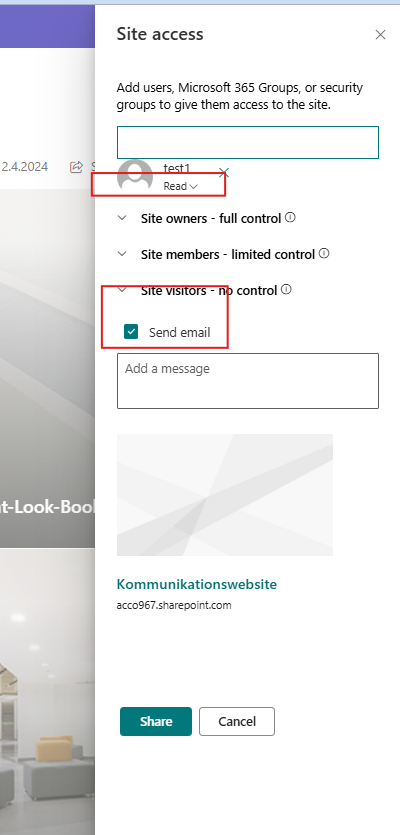 Site access
Add users, Microsoft 365 Groups, or security
groups to give them access to the site.
2.4.2024
test1
Read
Site owners - full control
Site members - limited control
Site visitors - no control
Send email
Add a message
t-Look-Boo
Kommunikationswebsite
acco967.sharepoint.com
Share
Cancel